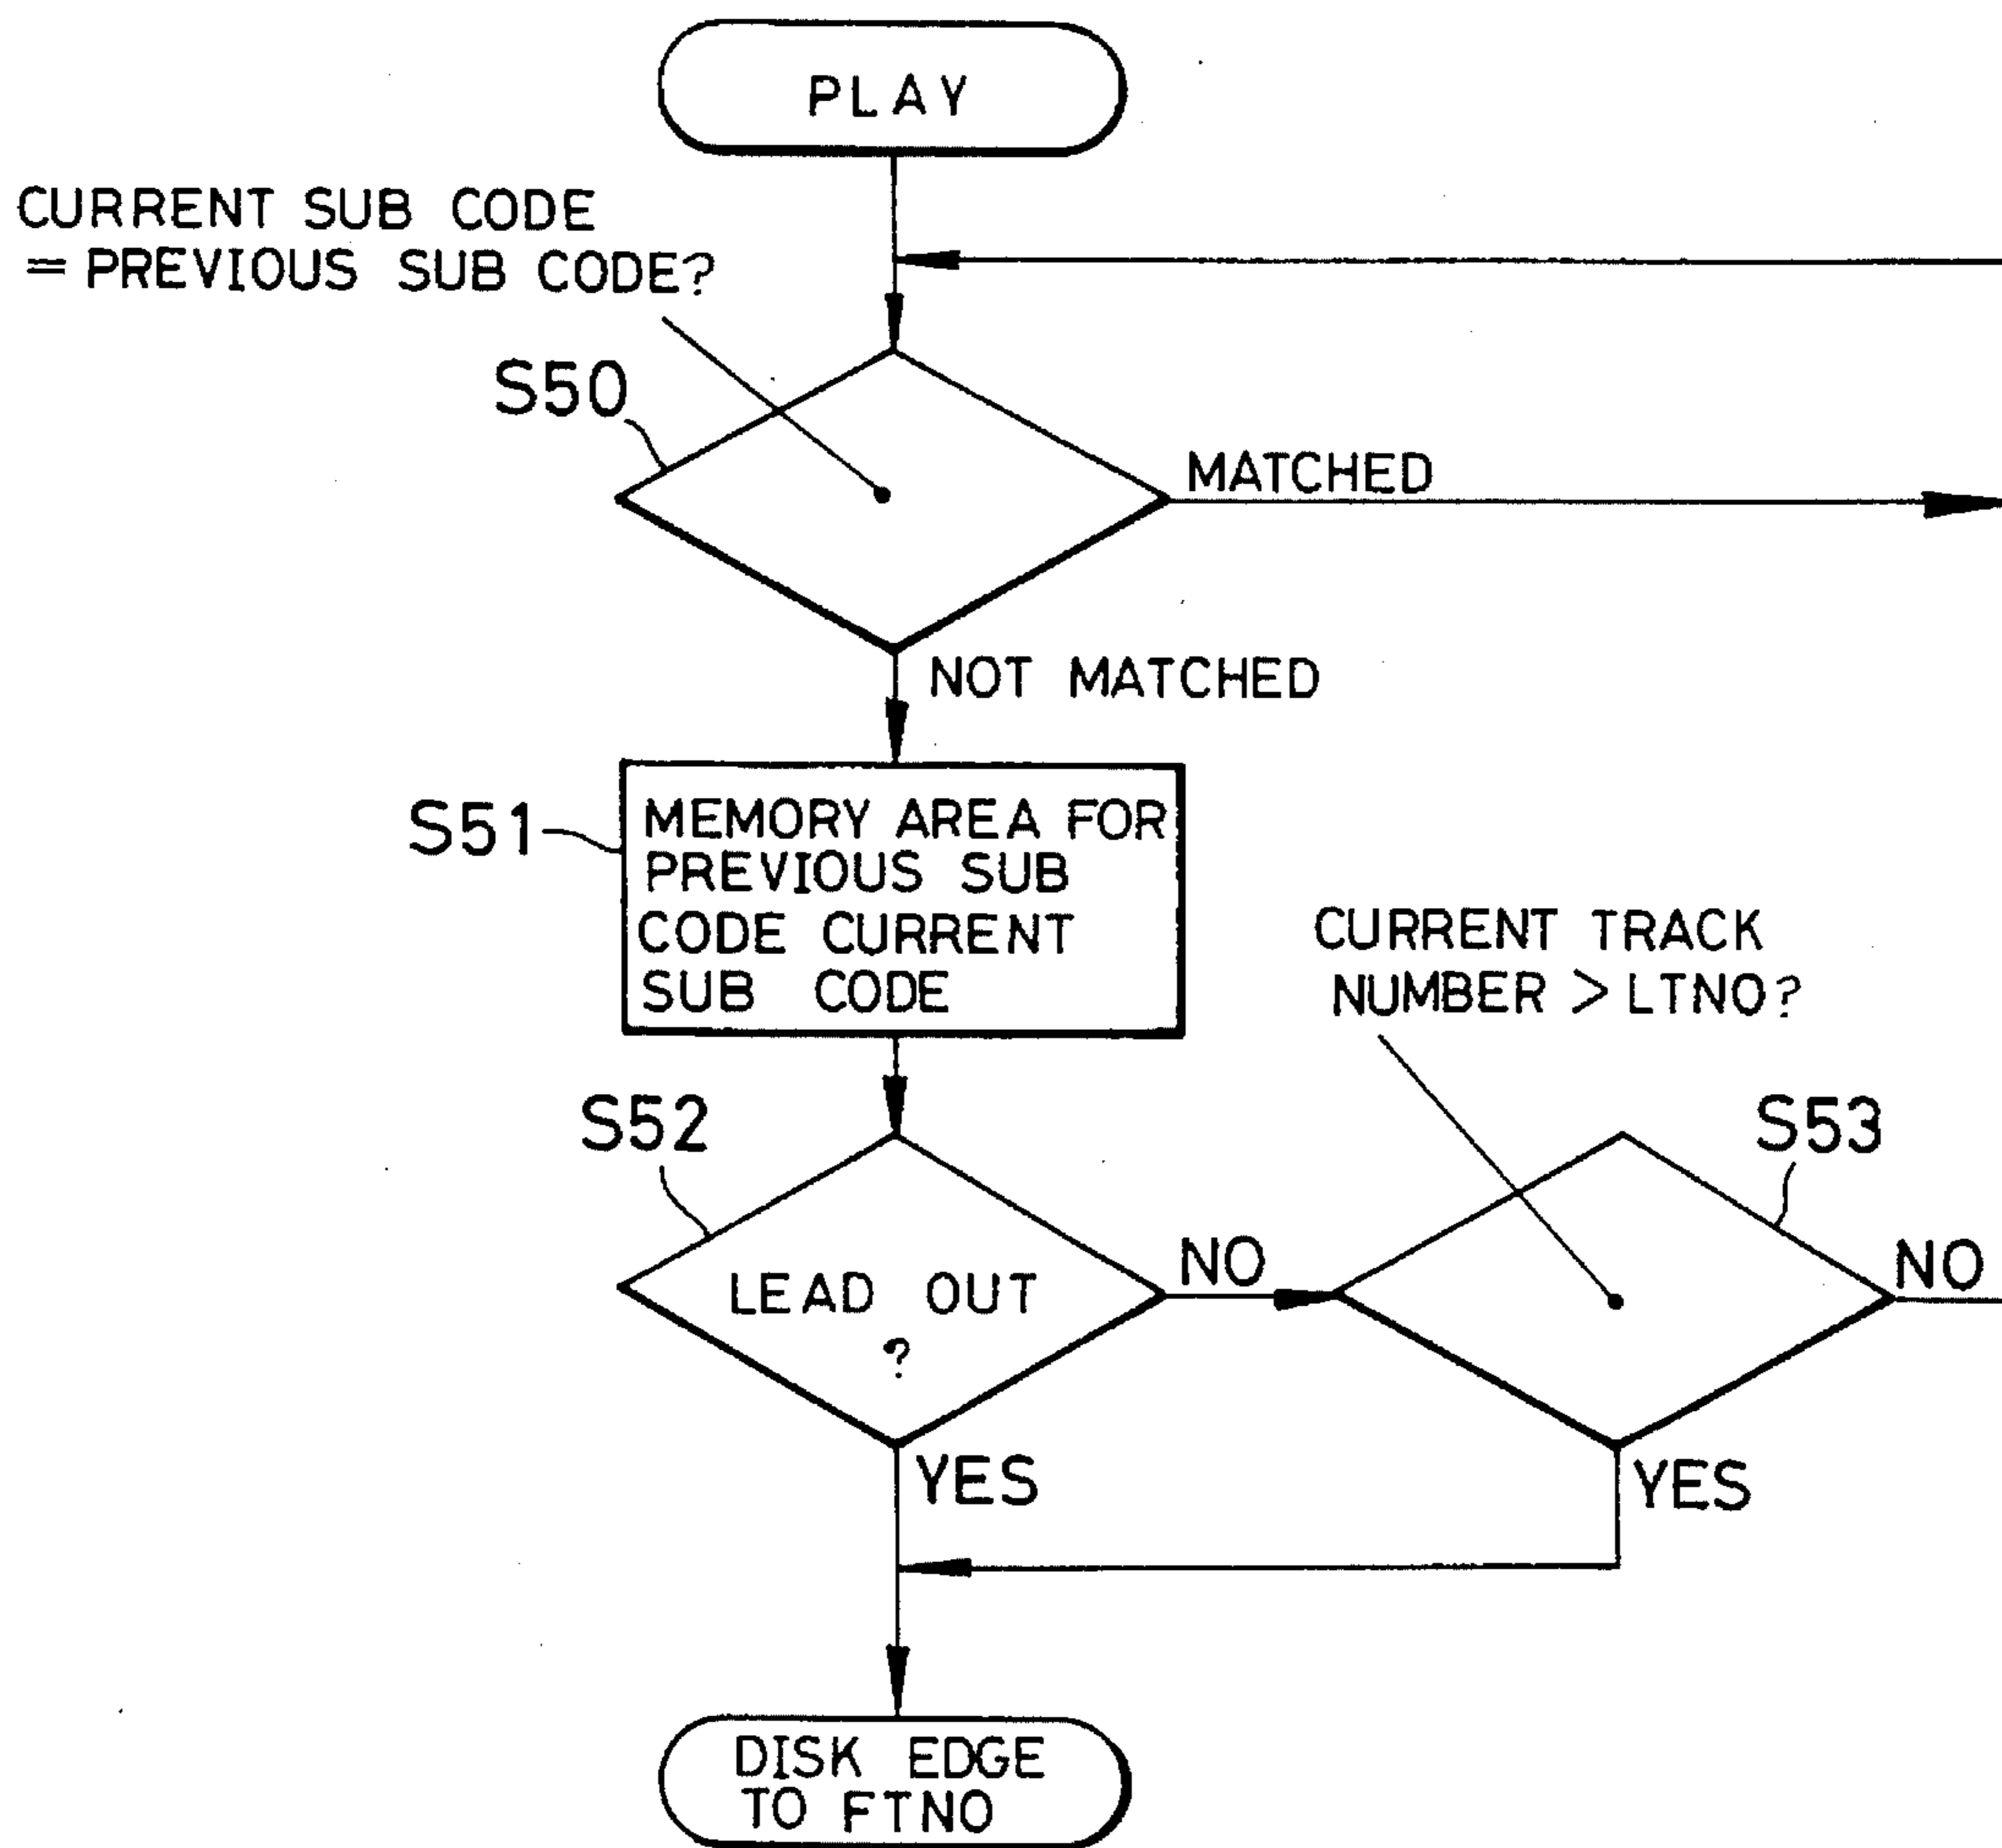 PLAY
CURRENT SUB CODE
= PREVIOUS SUB CODE?
S50
MATCHED
NOT MATCHED
S51
MEMORY AREA FOR
PREVIOUS SUB
CODE CURRENT
SUB CODE
CURRENT TRACK
NUMBER > LTNO?
S52
S53
LEAD OUT
?
NO
NO
YES
YES
DISK EDGE
TO FTNO